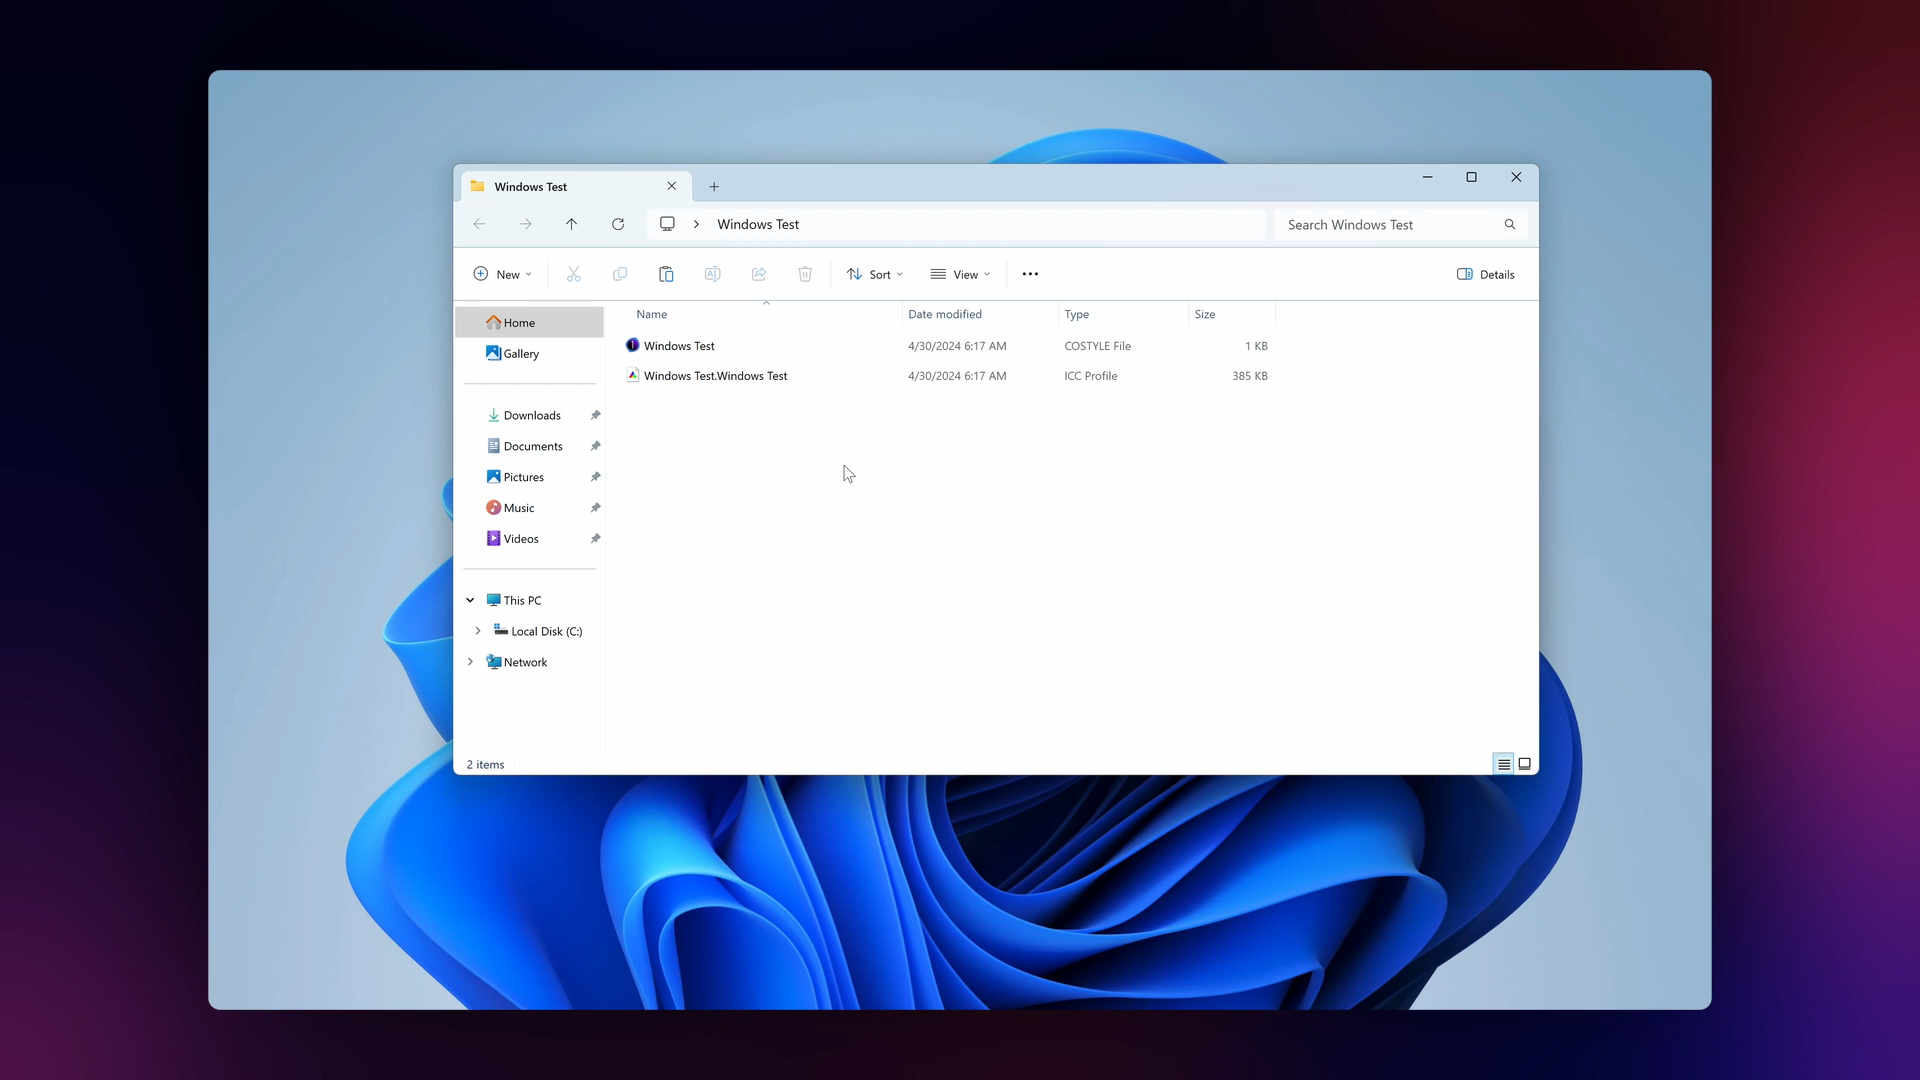 Windows Test
Windows Test
Search Windows Test
New
Sort
View
Details
Name Date modified Type Size
Home
Windows Test 4/30/2024 6:17 AM COSTYLE File 1 KB
Gallery
Windows Test.Windows Test 4/30/2024 6:17 AM ICC Profile 385 KB
Downloads
Documents
Pictures
Music
Videos
This PC
Local Disk (C:)
Network
2 items